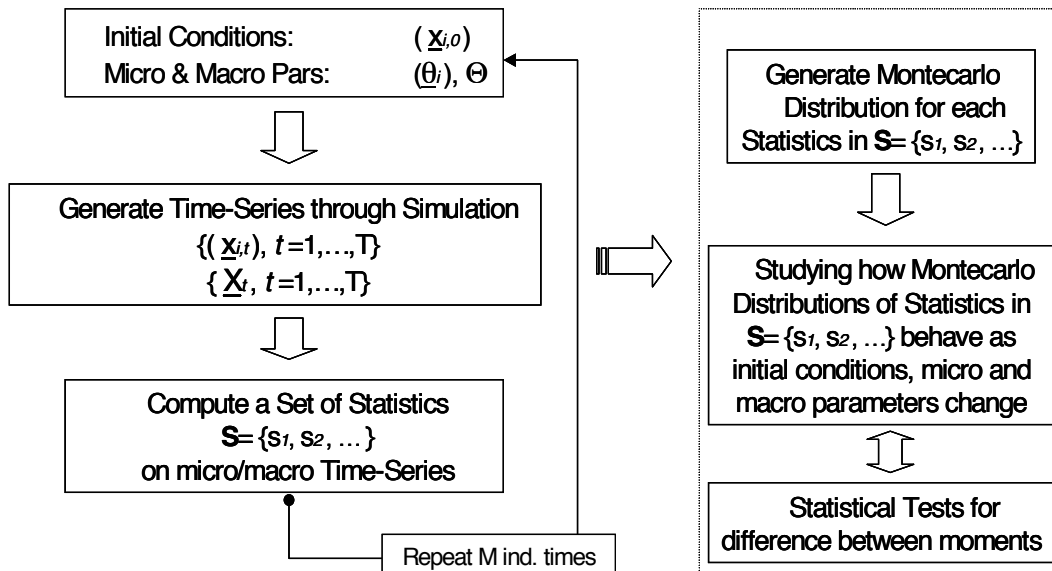 Initial Conditions: (x_i,0)
Micro & Macro Pars: (θ_i), Θ
Generate Time-Series through Simulation
{(x_i,t), t=1,...,T}
{X_t, t=1,...,T}
Compute a Set of Statistics
S={s1, s2, ...}
on micro/macro Time-Series
Repeat M ind. times
Generate Montecarlo
Distribution for each
Statistics in S={s1, s2, ...}
Studying how Montecarlo
Distributions of Statistics in
S={s1, s2, ...} behave as
initial conditions, micro and
macro parameters change
Statistical Tests for
difference between moments